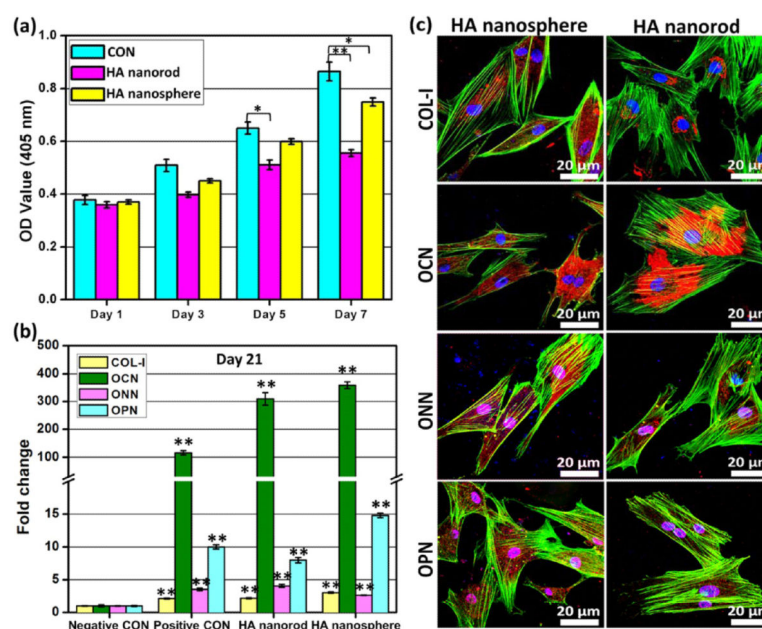 (a)
CON
HA nanorod
HA nanosphere
*
**
*
OD Value (405 nm)
1.0
0.8
0.6
0.4
0.2
0.0
Day 1 Day 3 Day 5 Day 7
(b)
Day 21
COL-I
OCN
ONN
OPN
Fold change
500
400
300
200
100
15
10
5
0
** ** ** **
** ** ** **
** ** ** **
Negative CON Positive CON HA nanorod HA nanosphere
(c)
HA nanosphere HA nanorod
COL-I
20 μm 20 μm
OCN
20 μm 20 μm
ONN
20 μm 20 μm
OPN
20 μm 20 μm